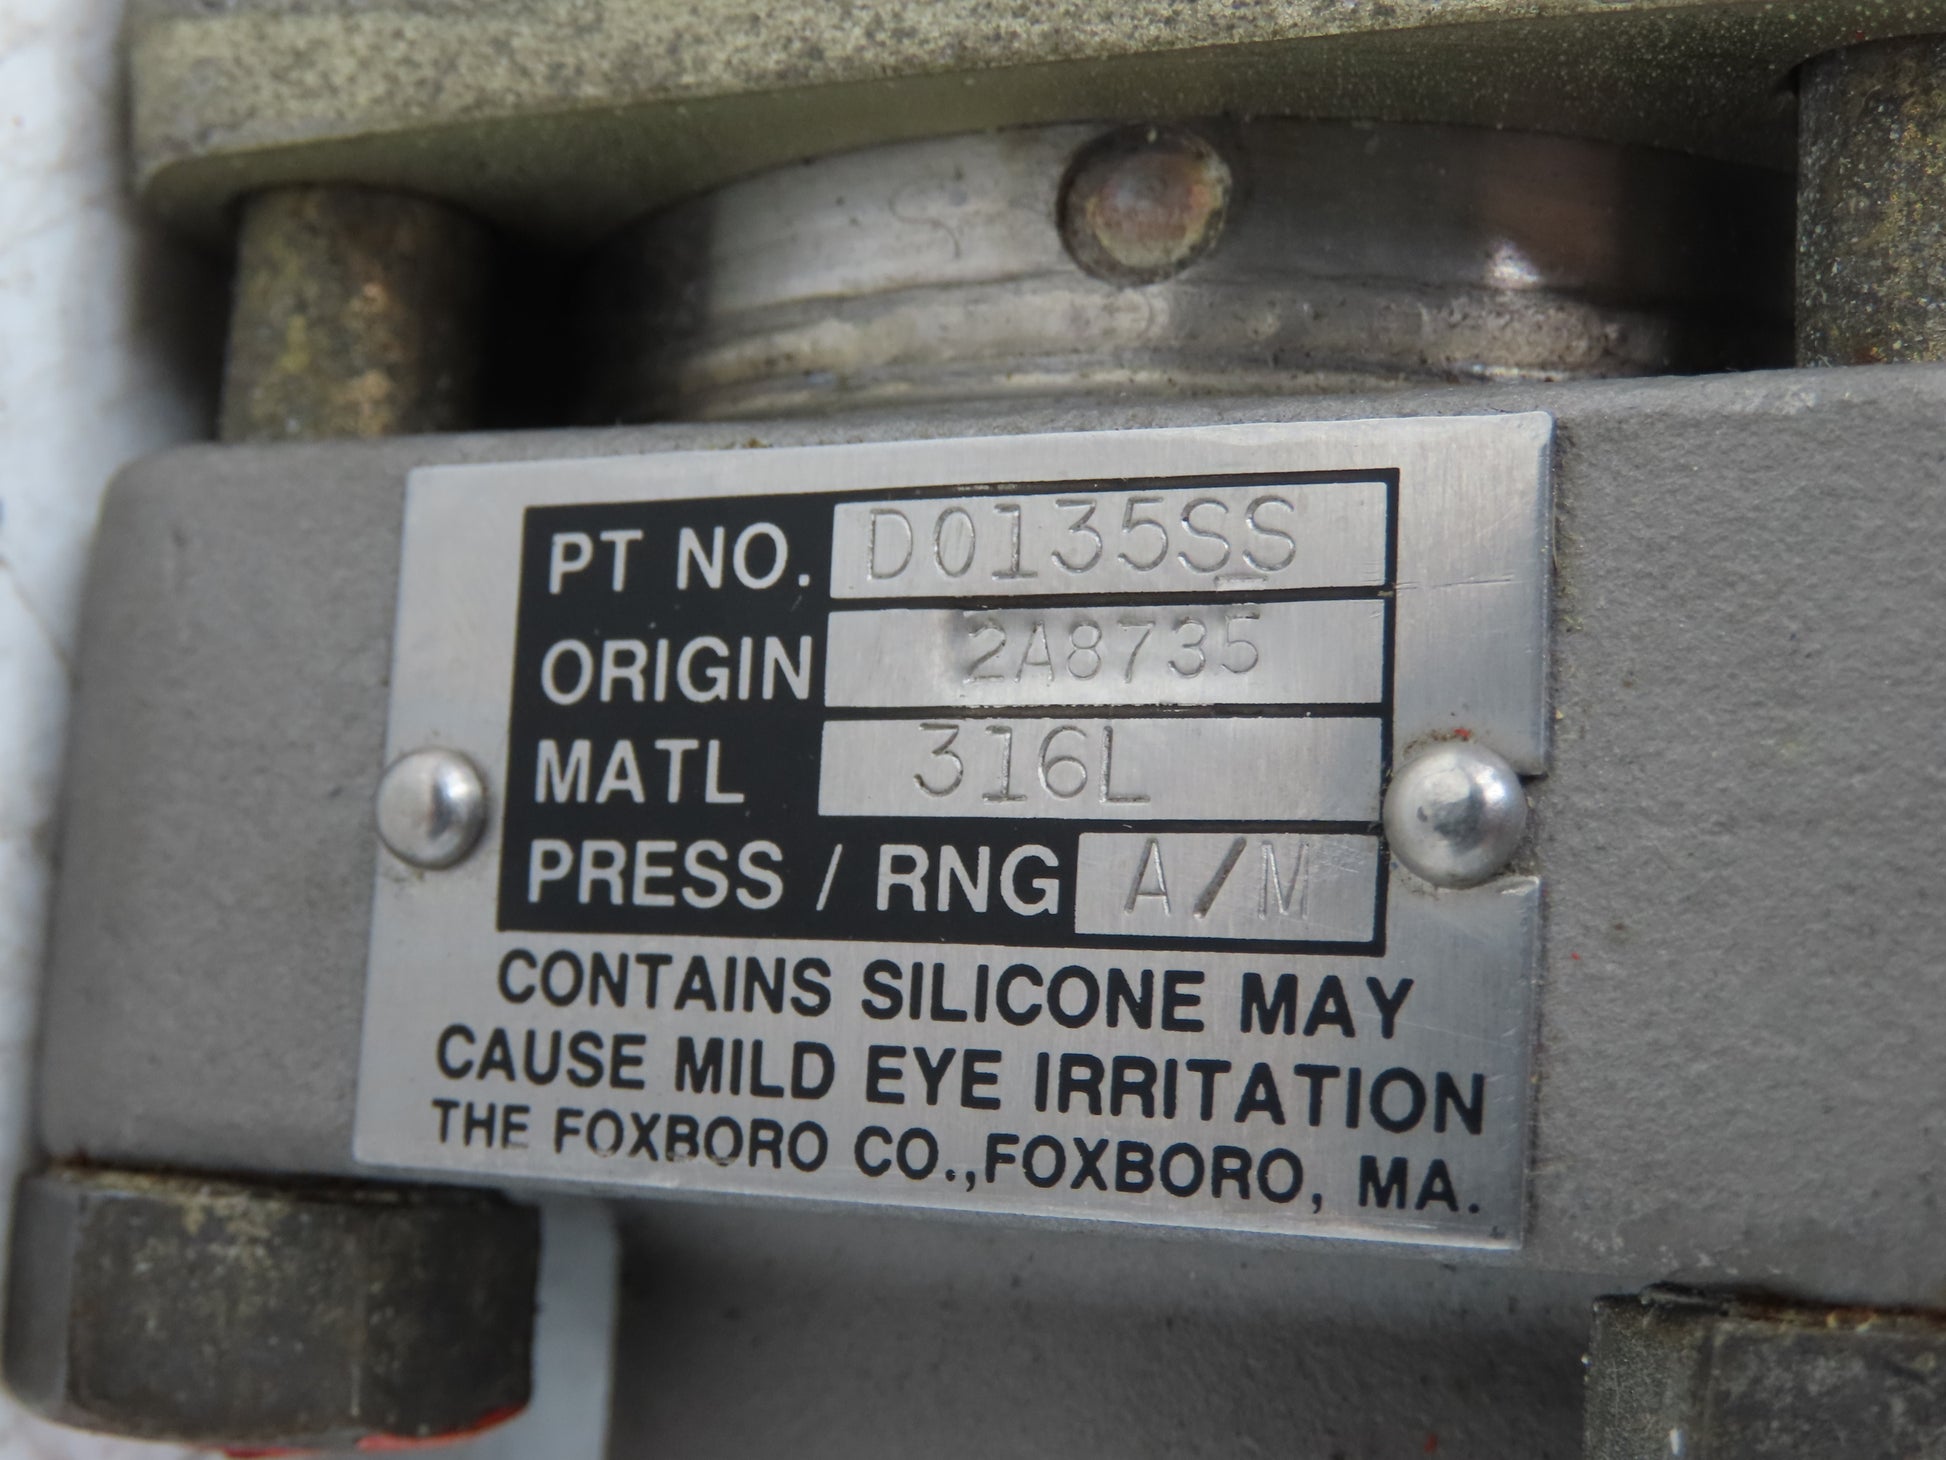 PT NO. D0135SS
ORIGIN 2A8735
MATL 316L
PRESS / RNG A/M
CONTAINS SILICONE MAY
CAUSE MILD EYE IRRITATION
THE FOXBORO CO., FOXBORO, MA.